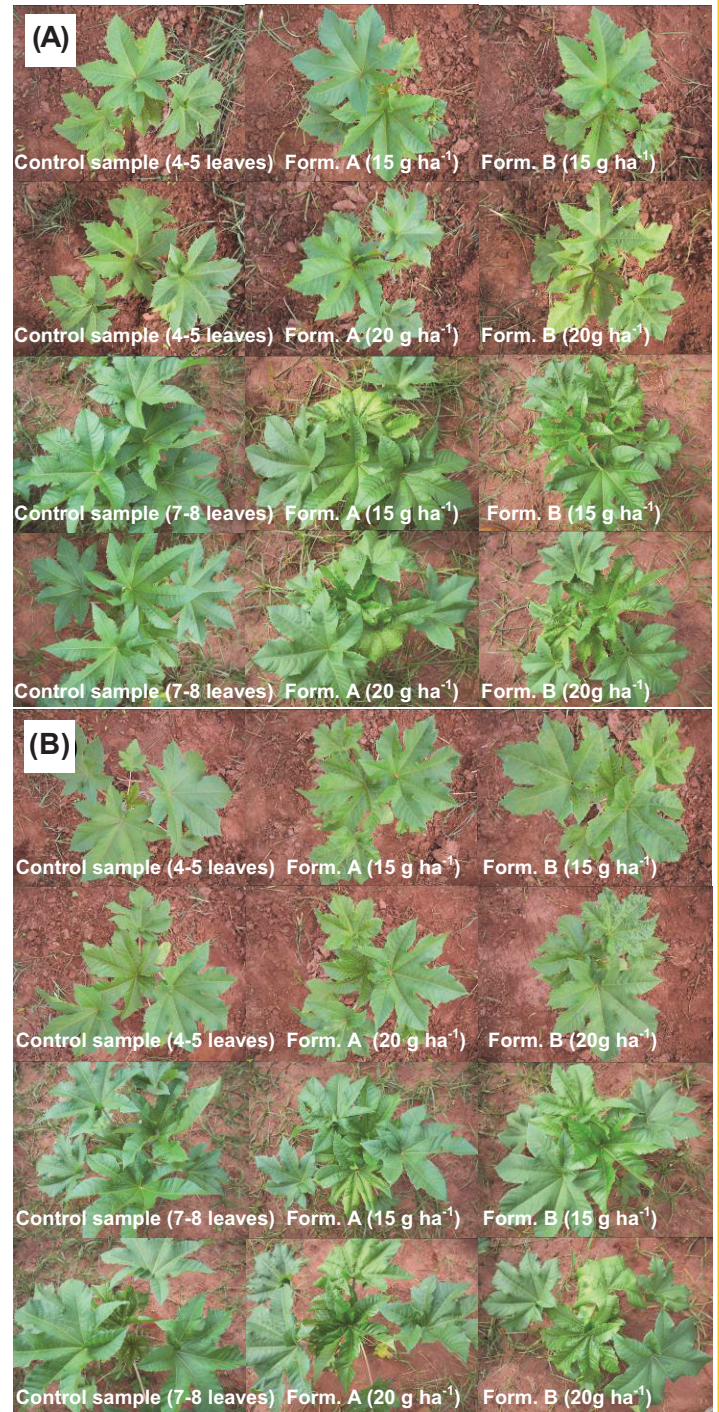 (A)
Control sample (4-5 leaves) Form. A (15 g ha-1) Form. B (15 g ha-1)
Control sample (4-5 leaves) Form. A (20 g ha-1) Form. B (20g ha-1)
Control sample (7-8 leaves) Form. A (15 g ha-1) Form. B (15 g ha-1)
Control sample (7-8 leaves) Form. A (20 g ha-1) Form. B (20g ha-1)
(B)
Control sample (4-5 leaves) Form. A (15 g ha-1) Form. B (15 g ha-1)
Control sample (4-5 leaves) Form. A (20 g ha-1) Form. B (20g ha-1)
Control sample (7-8 leaves) Form. A (15 g ha-1) Form. B (15 g ha-1)
Control sample (7-8 leaves) Form. A (20 g ha-1) Form. B (20g ha-1)